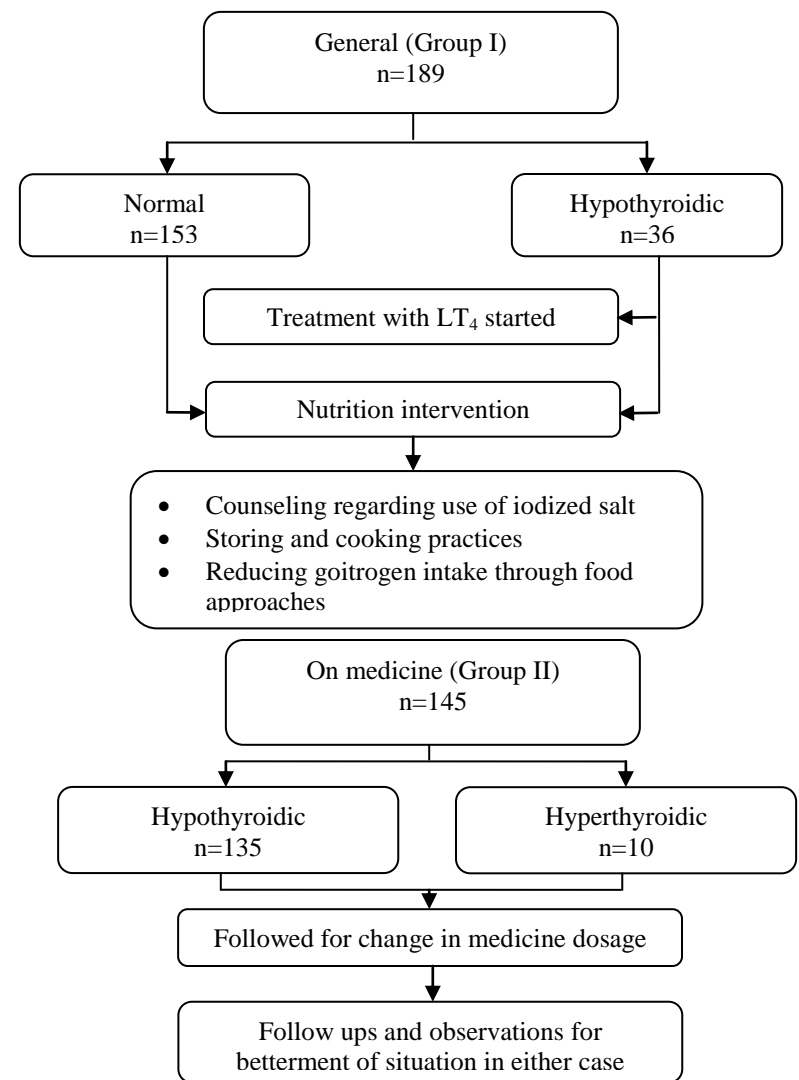 General (Group I)
n=189
Normal
n=153
Hypothyroidic
n=36
Treatment with LT₄ started
Nutrition intervention
• Counseling regarding use of iodized salt
• Storing and cooking practices
• Reducing goitrogen intake through food
approaches
On medicine (Group II)
n=145
Hypothyroidic
n=135
Hyperthyroidic
n=10
Followed for change in medicine dosage
Follow ups and observations for
betterment of situation in either case